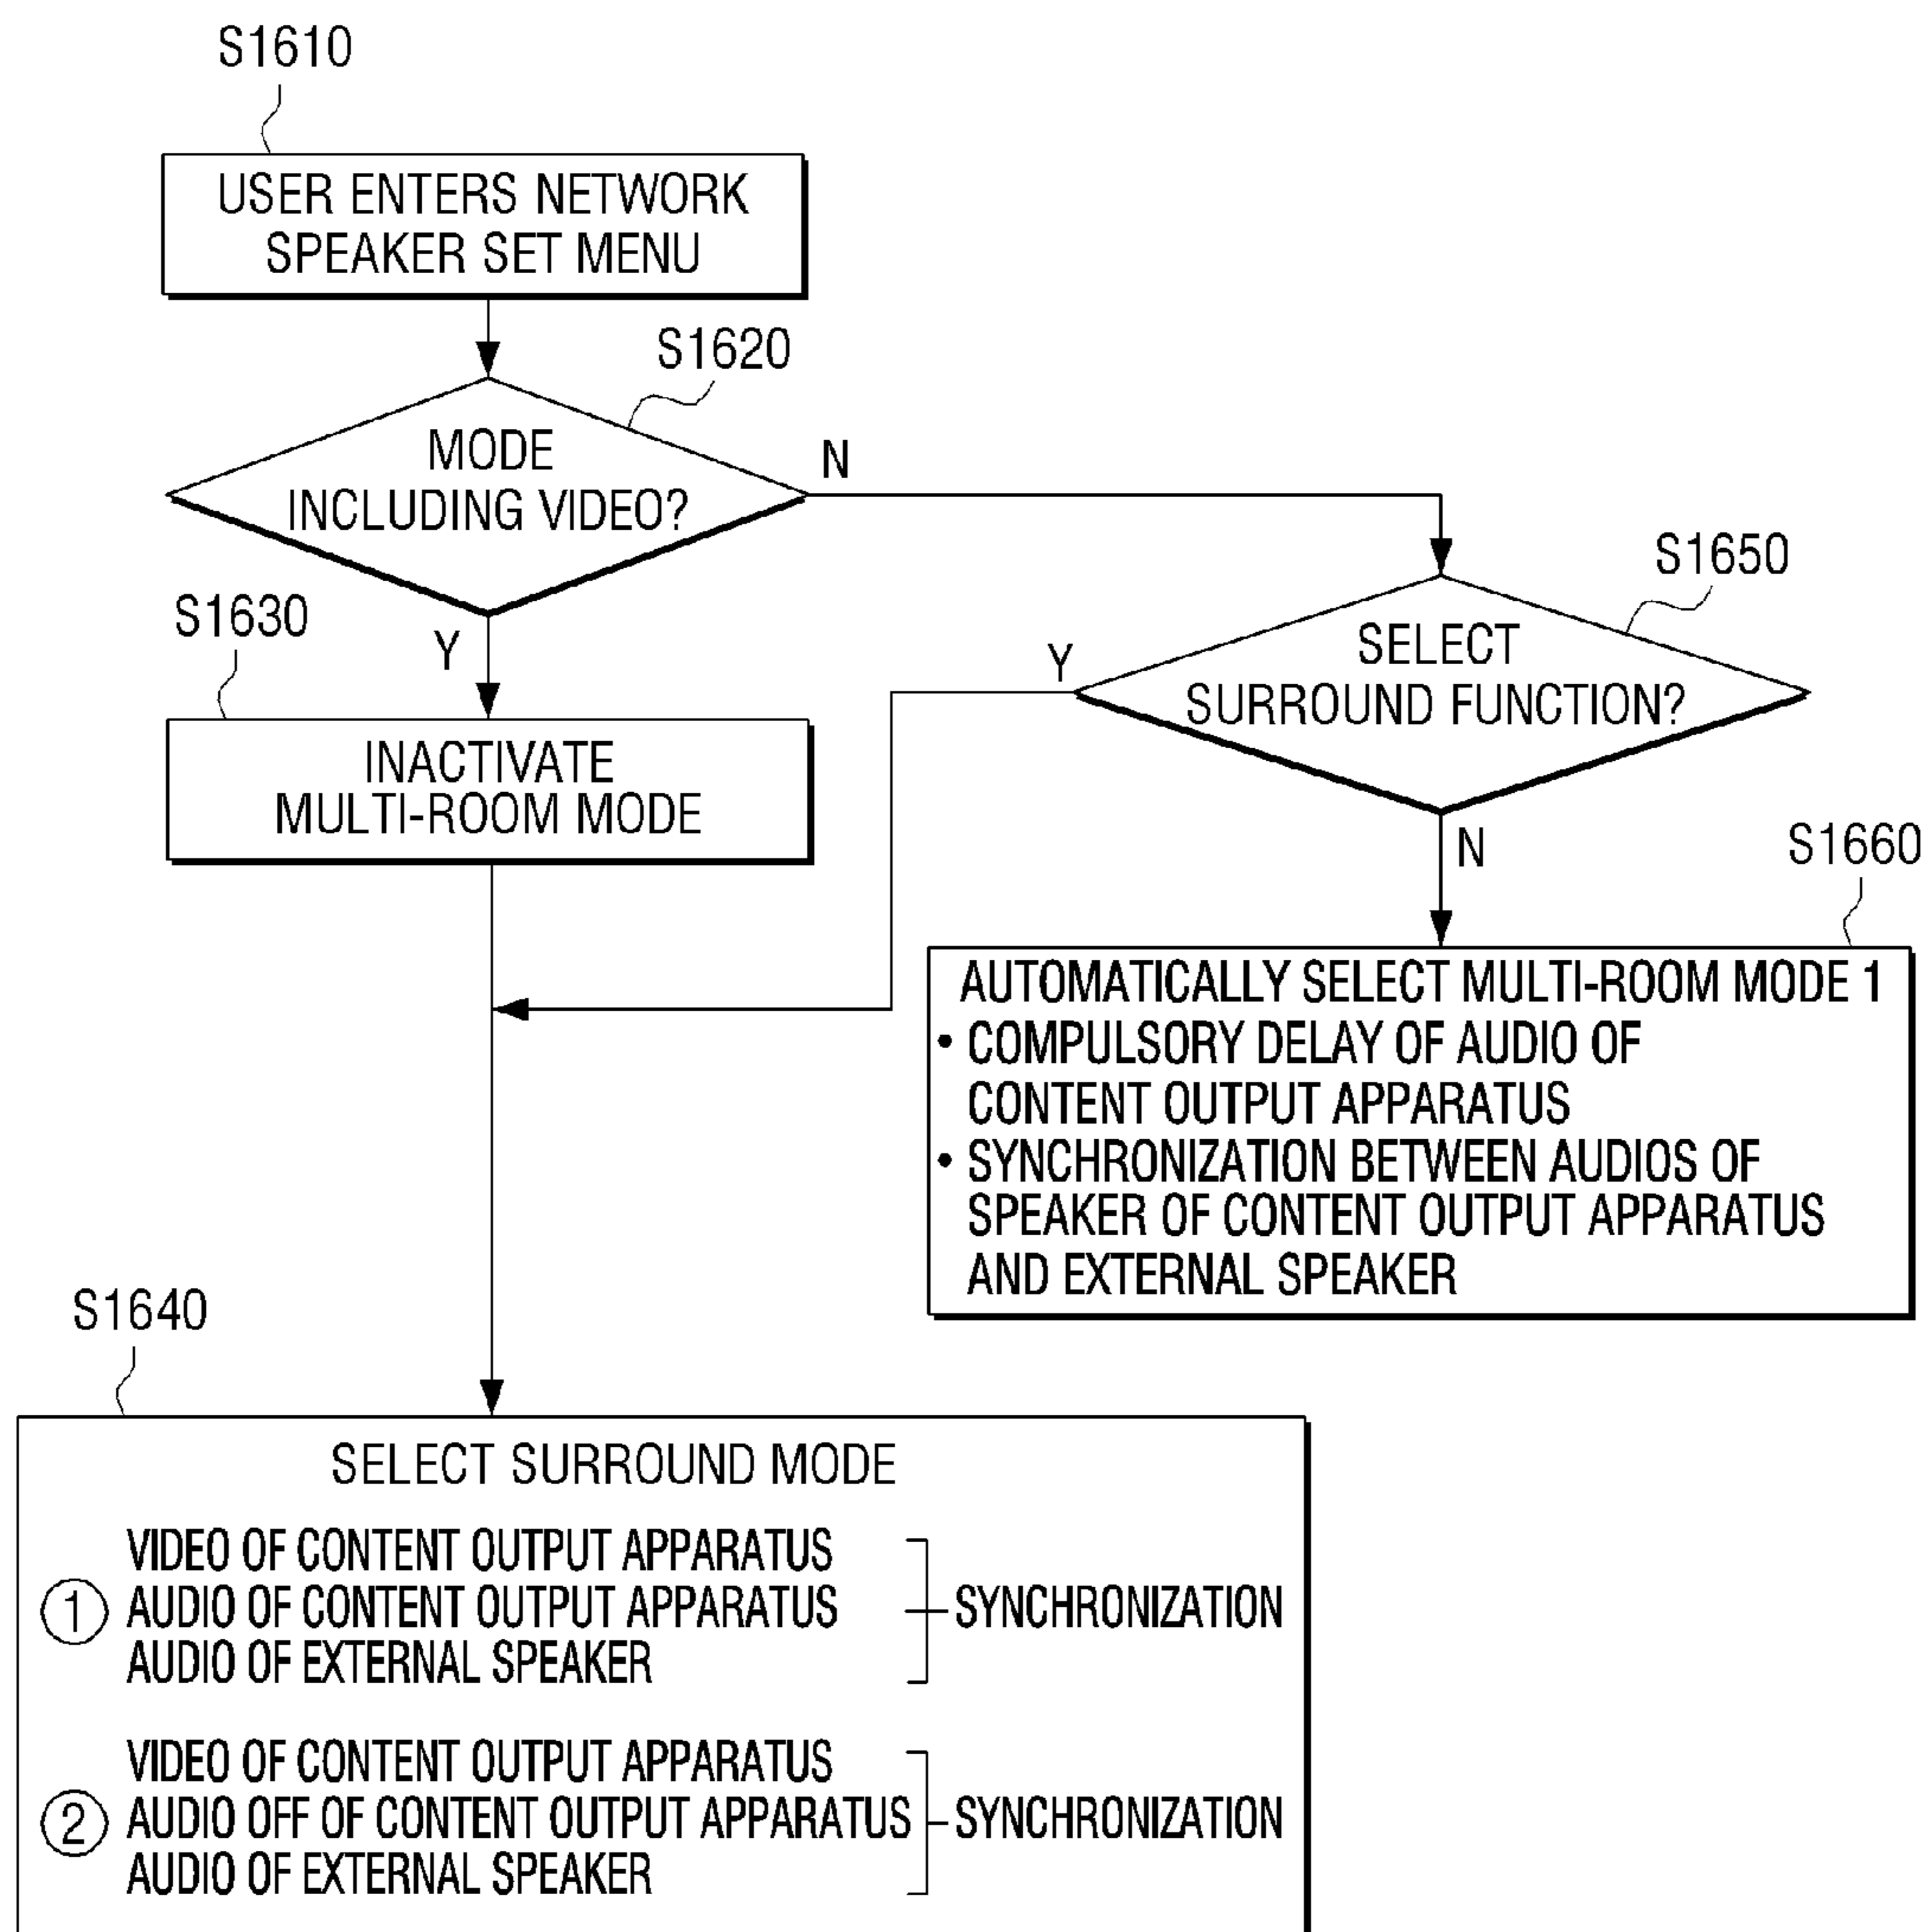 S1610
USER ENTERS NETWORK
SPEAKER SET MENU
S1620
MODE
INCLUDING VIDEO?
N
Y
S1630
INACTIVATE
MULTI-ROOM MODE
S1650
SELECT
SURROUND FUNCTION?
Y
N
S1660
AUTOMATICALLY SELECT MULTI-ROOM MODE 1
• COMPULSORY DELAY OF AUDIO OF
CONTENT OUTPUT APPARATUS
• SYNCHRONIZATION BETWEEN AUDIOS OF
SPEAKER OF CONTENT OUTPUT APPARATUS
AND EXTERNAL SPEAKER
S1640
SELECT SURROUND MODE
VIDEO OF CONTENT OUTPUT APPARATUS
① AUDIO OF CONTENT OUTPUT APPARATUS SYNCHRONIZATION
AUDIO OF EXTERNAL SPEAKER
VIDEO OF CONTENT OUTPUT APPARATUS
② AUDIO OFF OF CONTENT OUTPUT APPARATUS SYNCHRONIZATION
AUDIO OF EXTERNAL SPEAKER